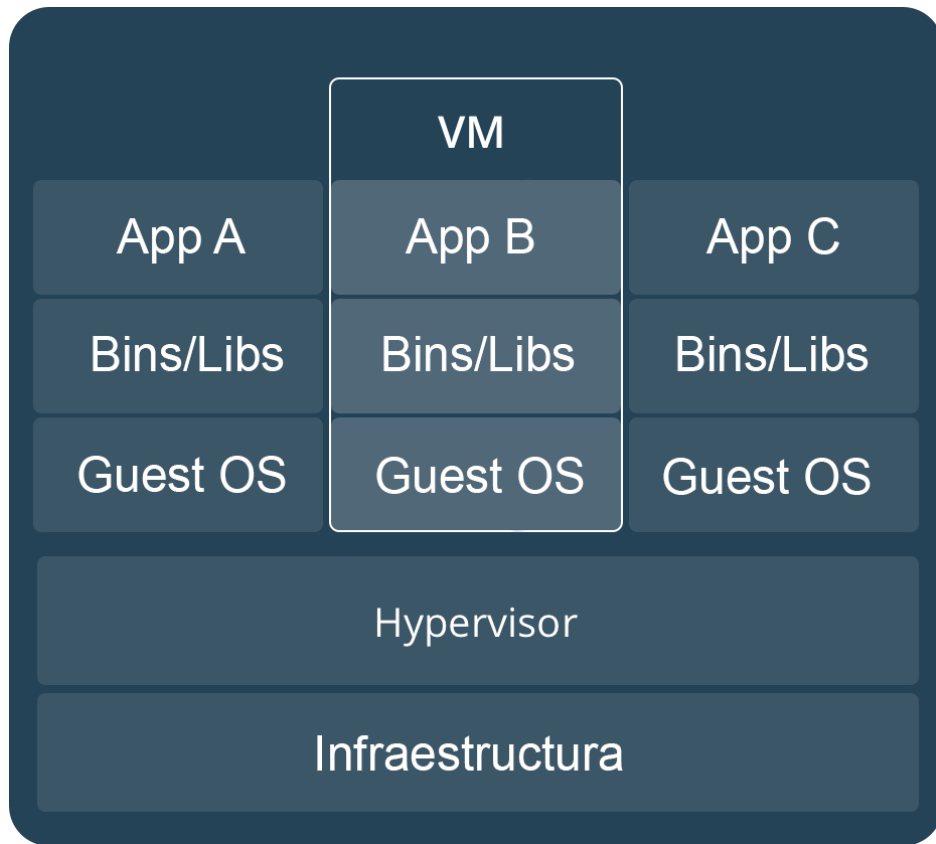 VM
App A
App B
App C
Bins/Libs
Bins/Libs
Bins/Libs
Guest OS
Guest OS
Guest OS
Hypervisor
Infraestructura